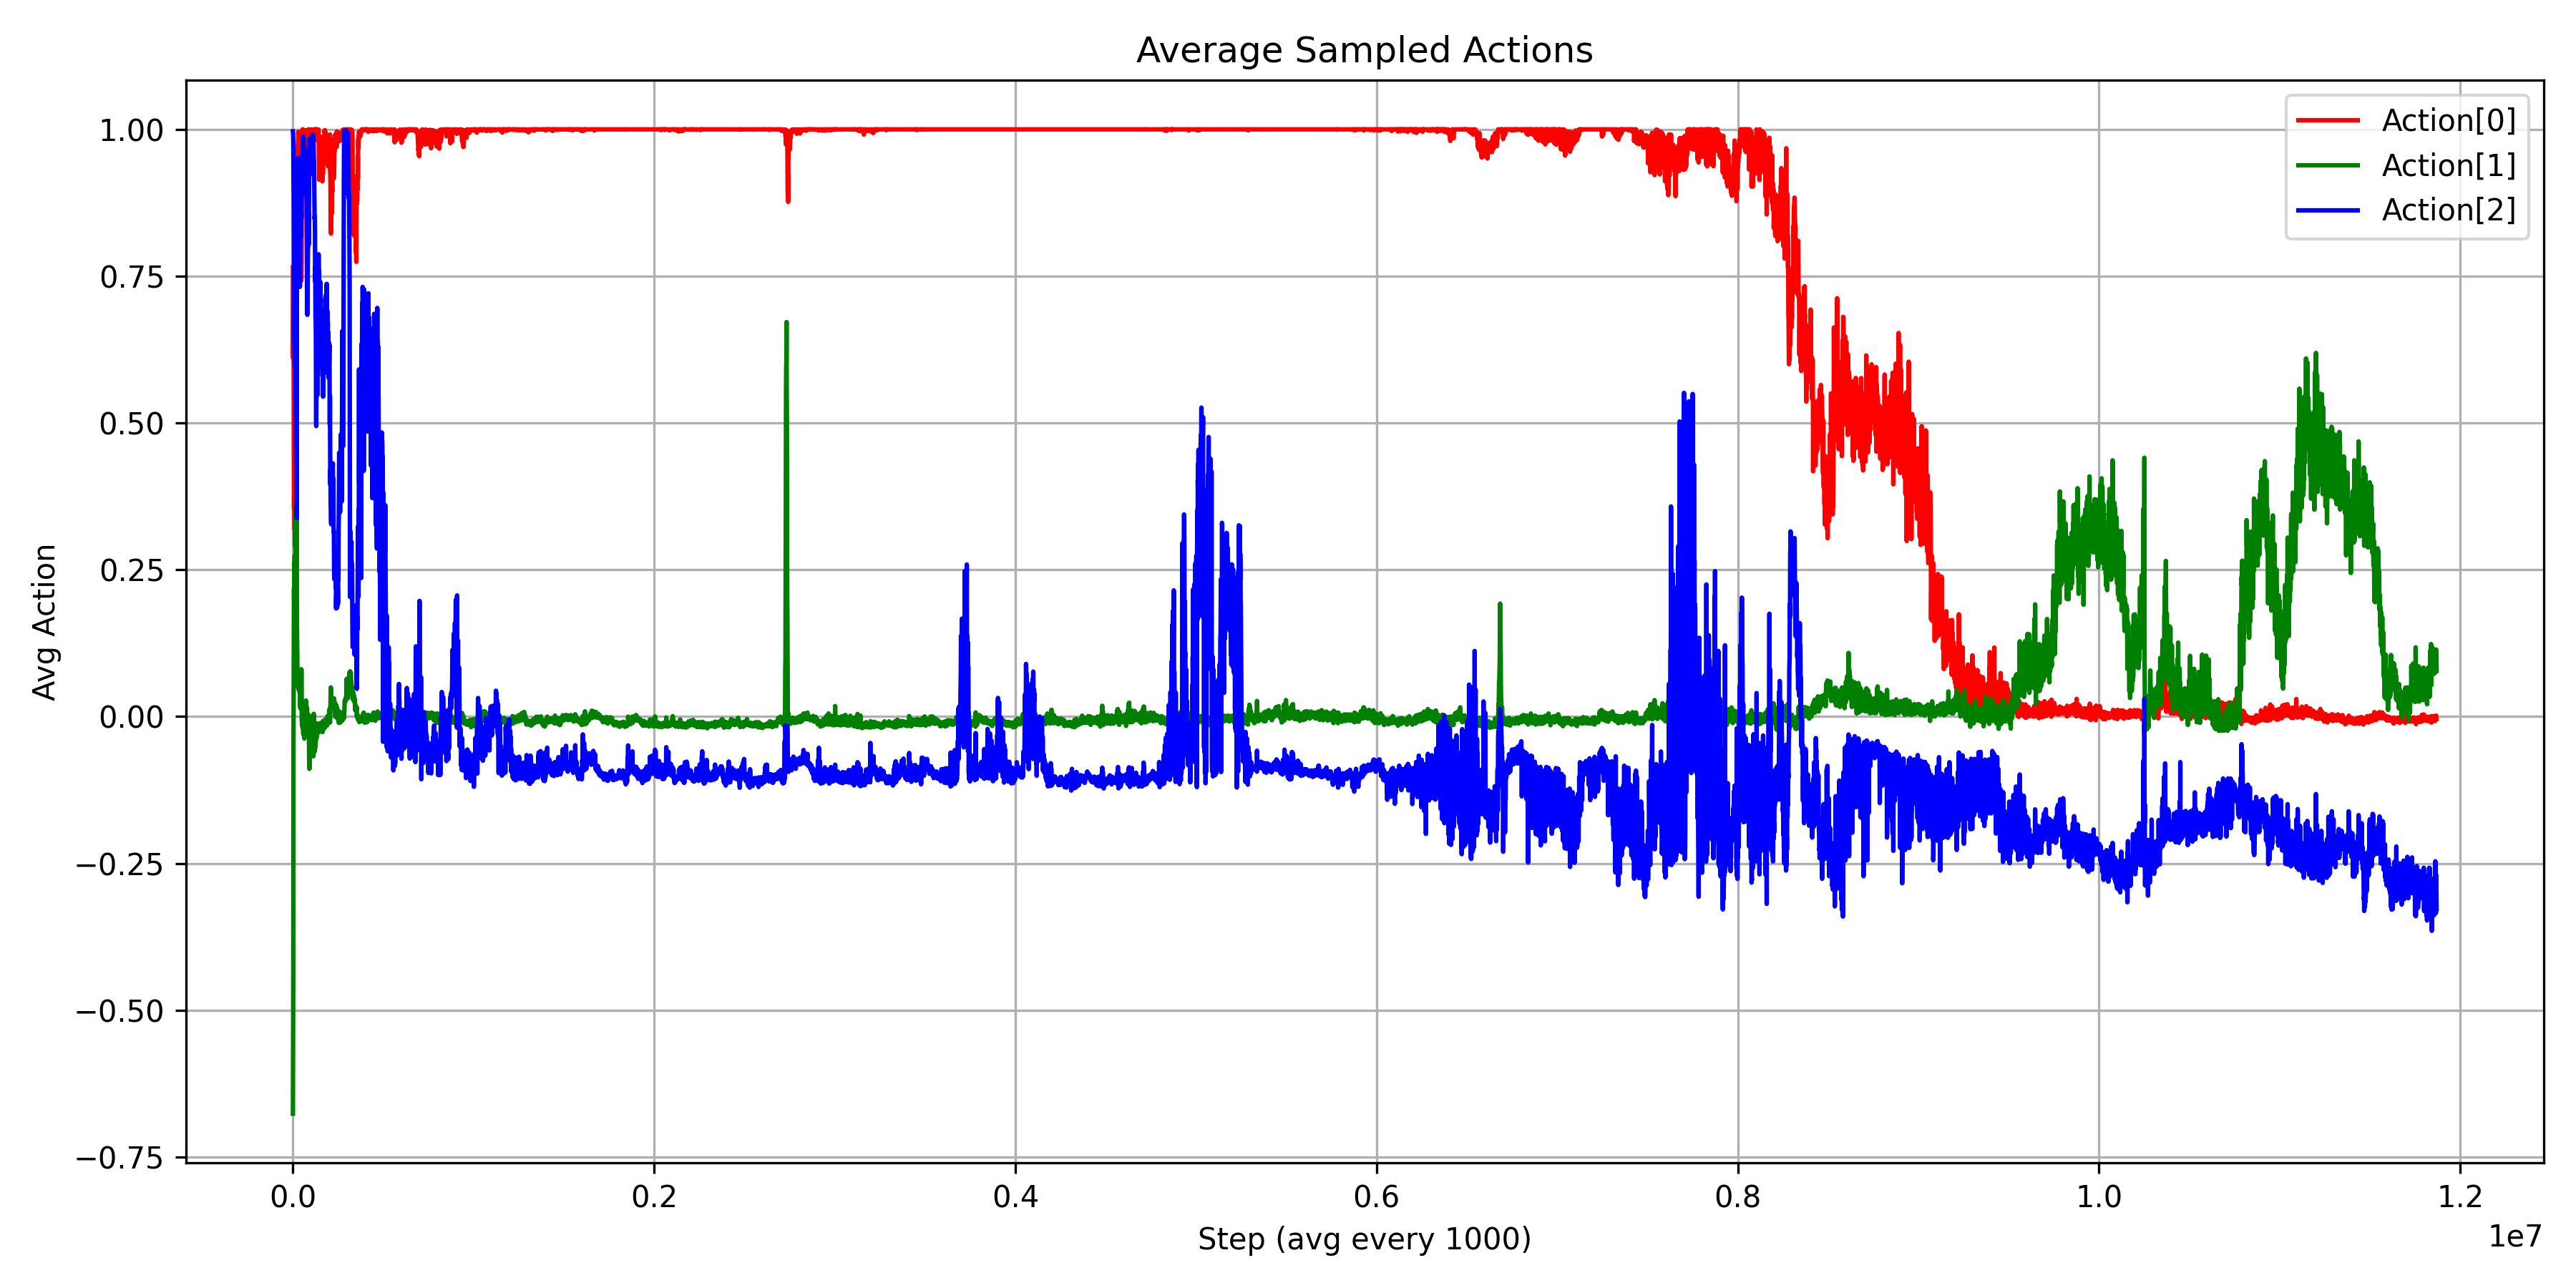 Average Sampled Actions
1.00
0.75
0.50
0.25
0.00
−0.25
−0.50
−0.75
Avg Action
Action[0]
Action[1]
Action[2]
0.0 0.2 0.4 0.6 0.8 1.0 1.2
1e7
Step (avg every 1000)